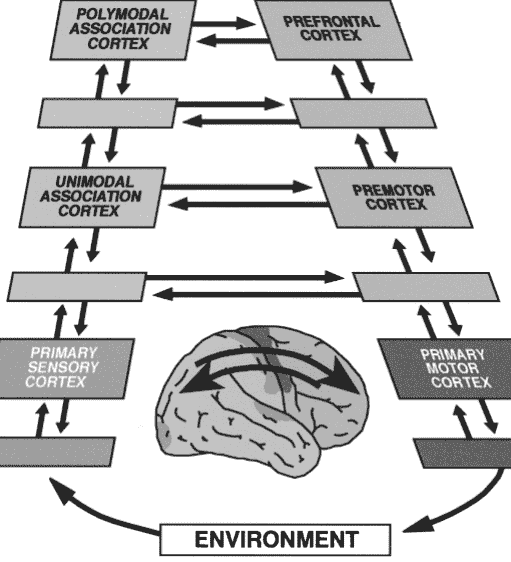 POLYMODAL
ASSOCIATION
CORTEX
PREFRONTAL
CORTEX
UNIMODAL
ASSOCIATION
CORTEX
PREMOTOR
CORTEX
PRIMARY
SENSORY
CORTEX
PRIMARY
MOTOR
CORTEX
ENVIRONMENT